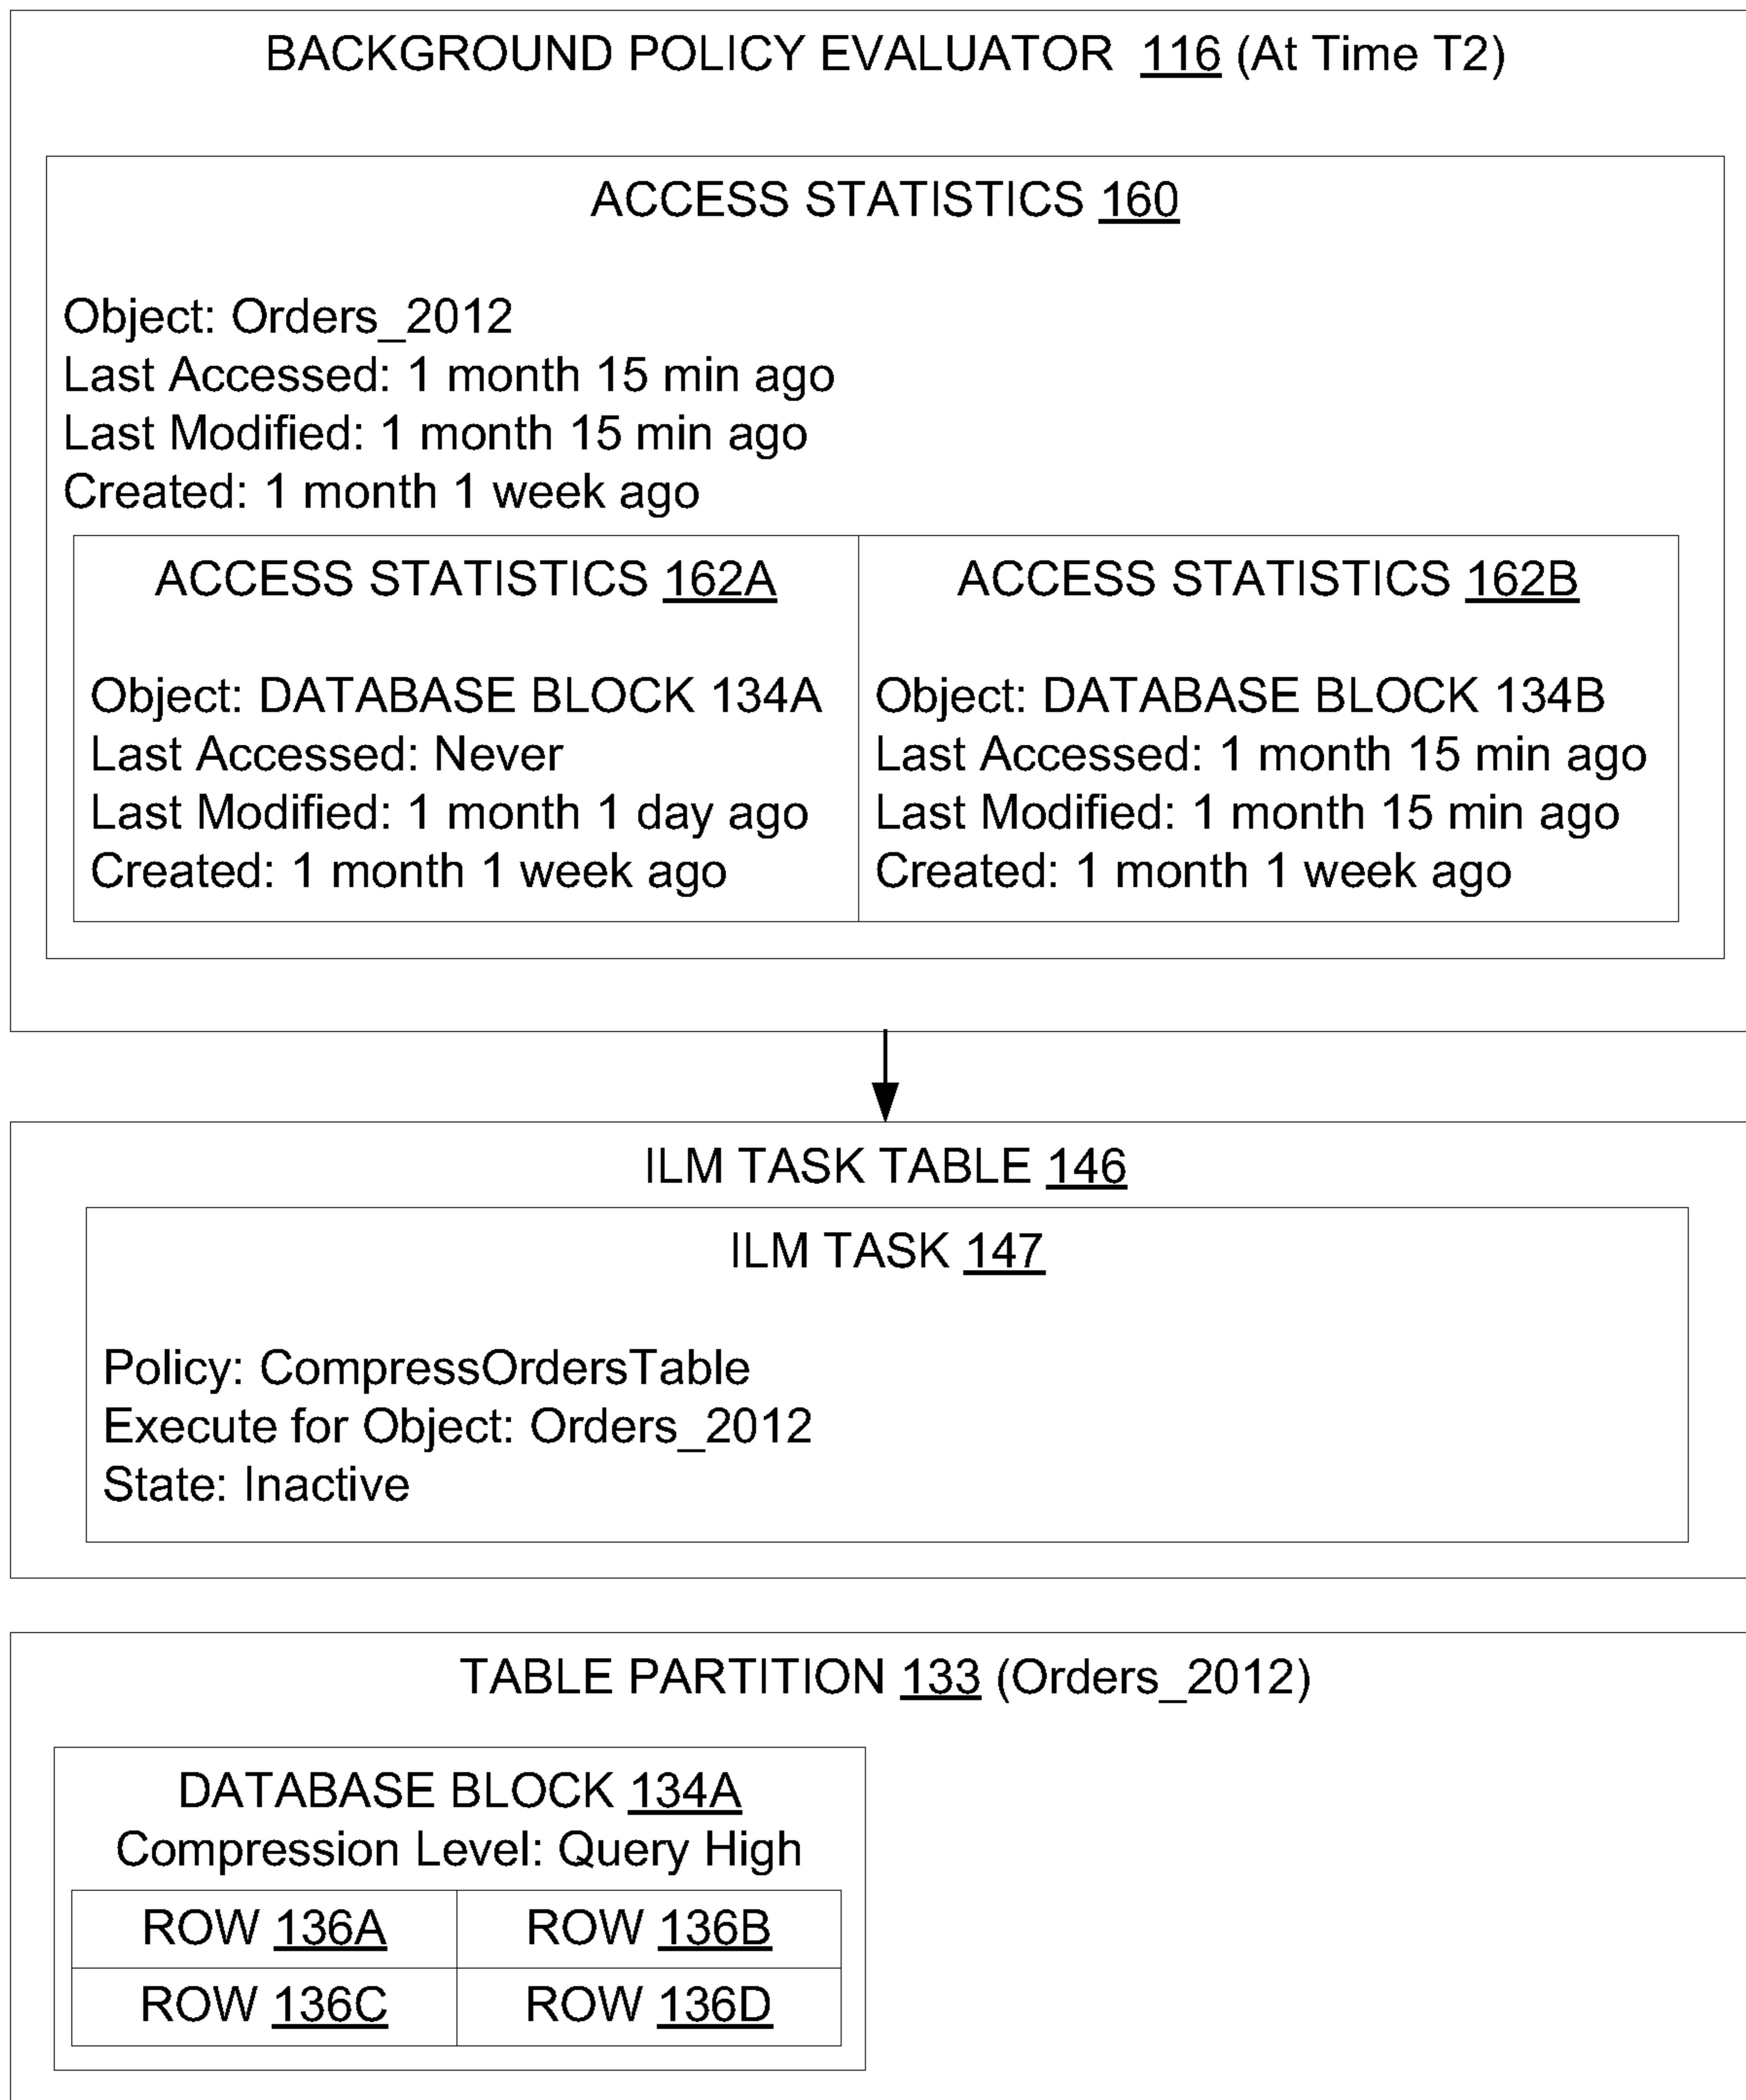 BACKGROUND POLICY EVALUATOR 116 (At Time T2)
ACCESS STATISTICS 160
Object: Orders_2012
Last Accessed: 1 month 15 min ago
Last Modified: 1 month 15 min ago
Created: 1 month 1 week ago
ACCESS STATISTICS 162A
Object: DATABASE BLOCK 134A
Last Accessed: Never
Last Modified: 1 month 1 day ago
Created: 1 month 1 week ago
ACCESS STATISTICS 162B
Object: DATABASE BLOCK 134B
Last Accessed: 1 month 15 min ago
Last Modified: 1 month 15 min ago
Created: 1 month 1 week ago
ILM TASK TABLE 146
ILM TASK 147
Policy: CompressOrdersTable
Execute for Object: Orders_2012
State: Inactive
TABLE PARTITION 133 (Orders_2012)
DATABASE BLOCK 134A
Compression Level: Query High
ROW 136A
ROW 136B
ROW 136C
ROW 136D